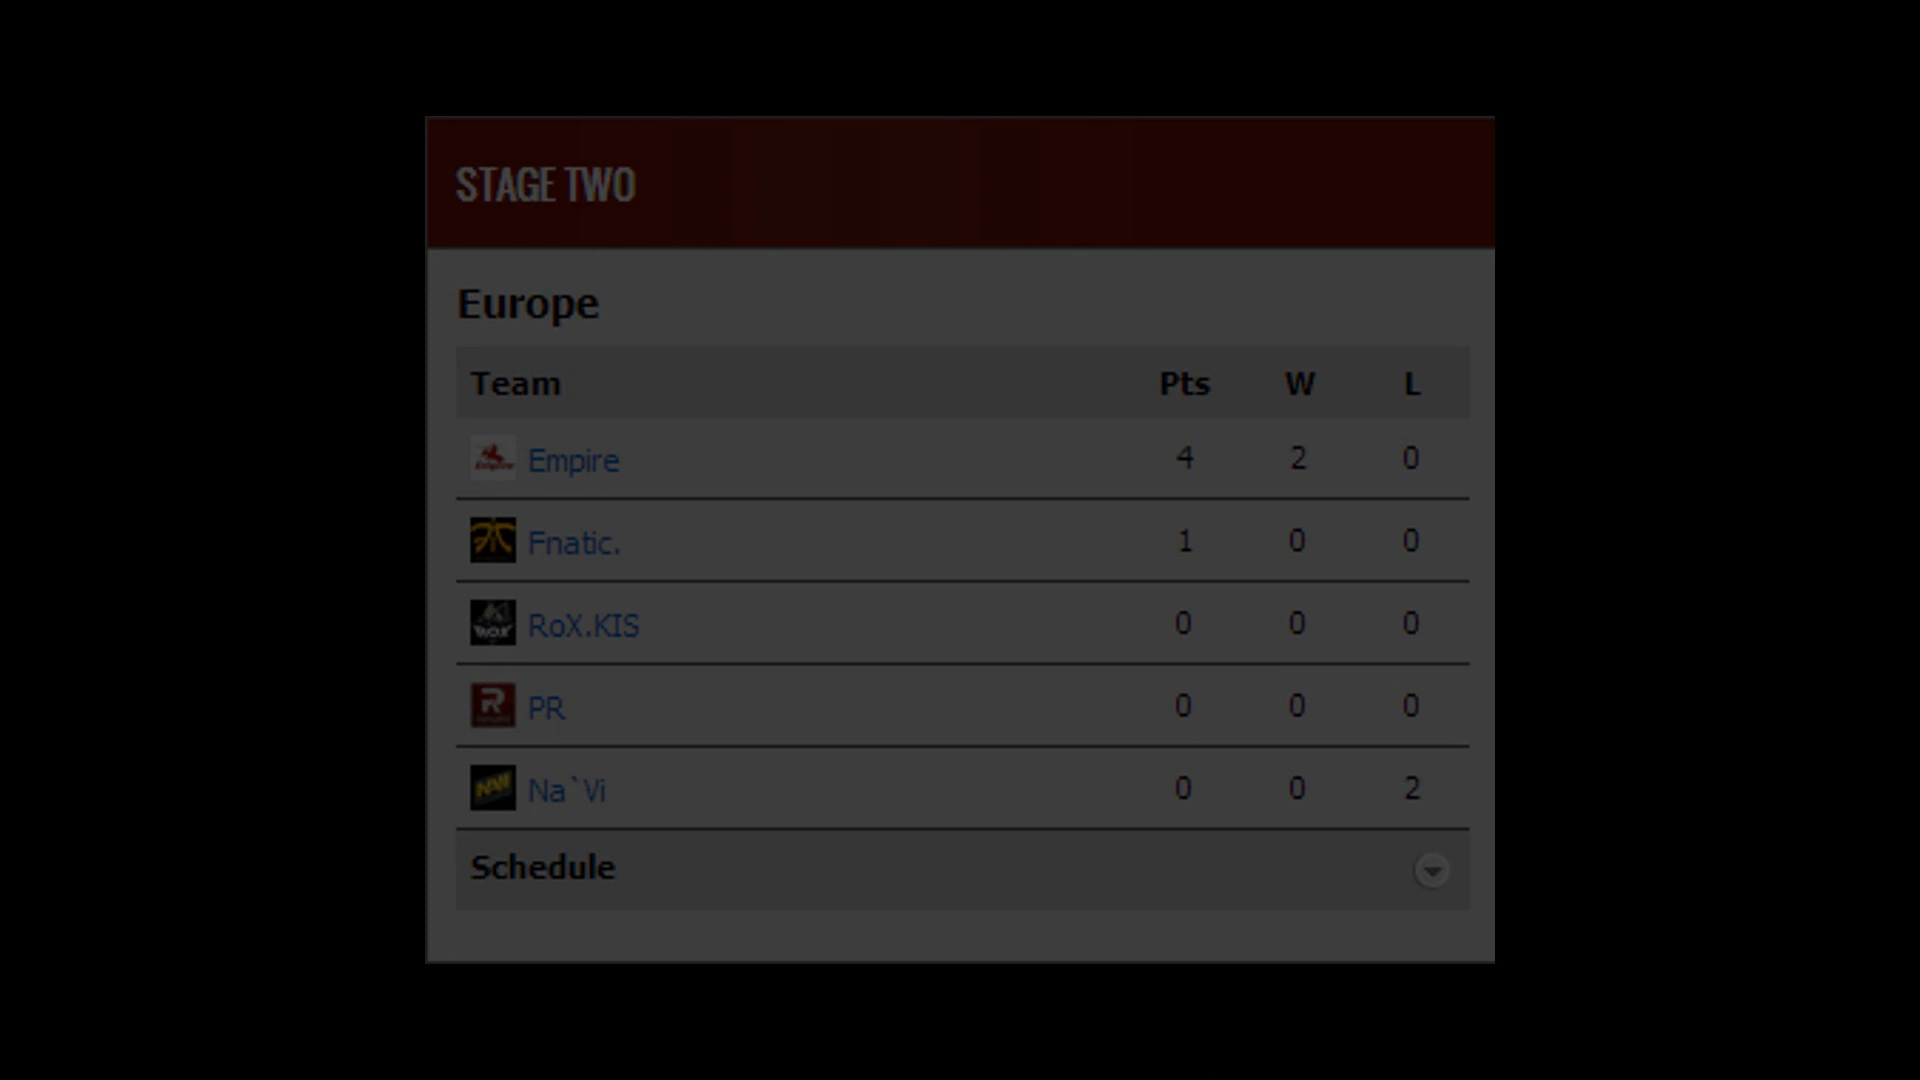 STAGE TWO
Europe
Team Pts W L
Empire 4 2 0
Fnatic. 1 0 0
RoX.KIS 0 0 0
PR 0 0 0
Na`Vi 0 0 2
Schedule